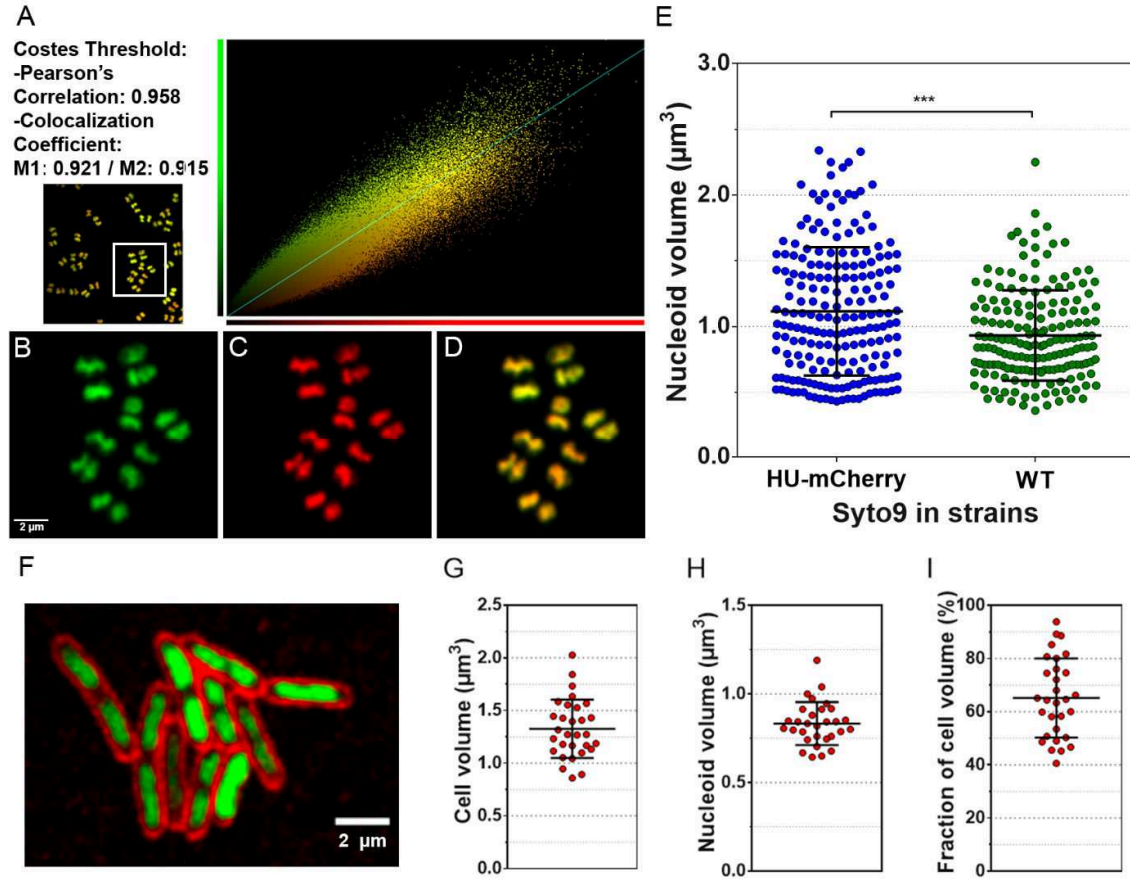 A
Costes Threshold:
-Pearson's
Correlation: 0.958
-Colocalization
Coefficient:
M1: 0.921 / M2: 0.915
B
2 µm
C
D
E
Nucleoid volume (µm³)
3.0
2.0
1.0
0.0
***
HU-mCherry
WT
Syto9 in strains
F
2 µm
G
Cell volume (µm³)
2.5
2.0
1.5
1.0
0.5
0.0
H
Nucleoid volume (µm³)
1.5
1.0
0.5
0.0
I
Fraction of cell volume (%)
100
80
60
40
20
0